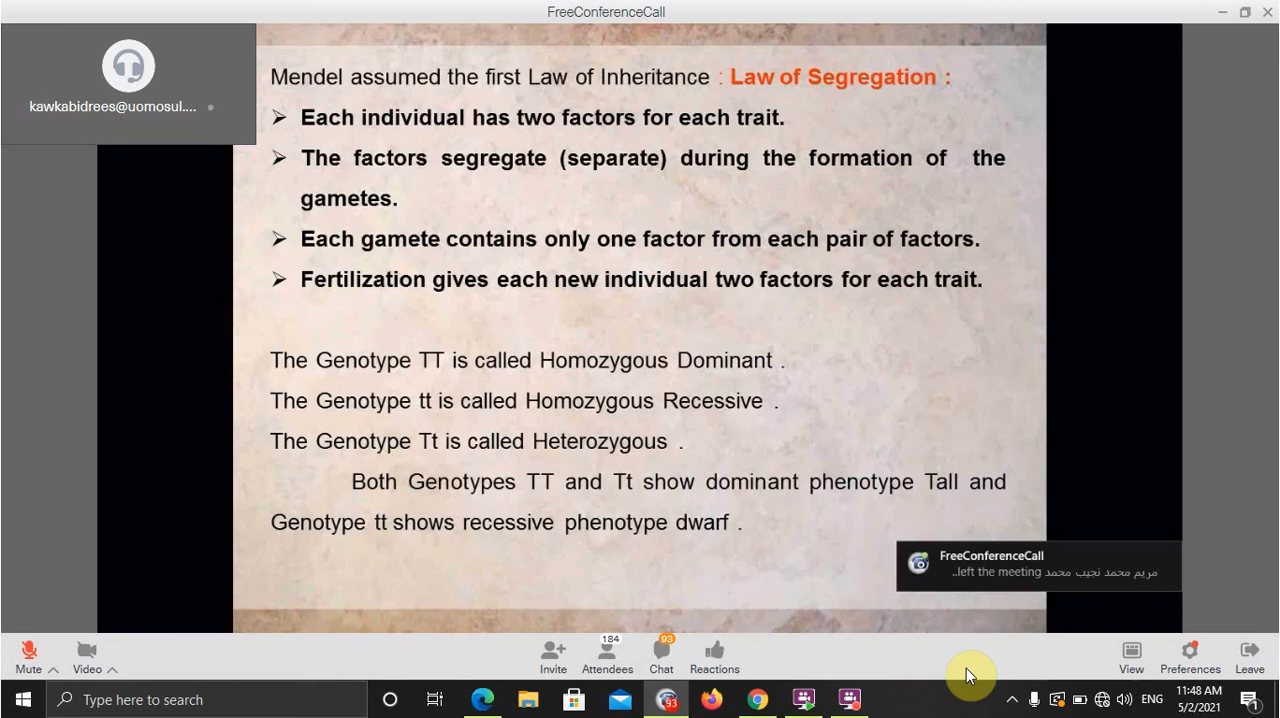 FreeConferenceCall
kawkabidrees@uomosul....
Mendel assumed the first Law of Inheritance : Law of Segregation :
➢ Each individual has two factors for each trait.
➢ The factors segregate (separate) during the formation of the
gametes.
➢ Each gamete contains only one factor from each pair of factors.
➢ Fertilization gives each new individual two factors for each trait.
The Genotype TT is called Homozygous Dominant .
The Genotype tt is called Homozygous Recessive .
The Genotype Tt is called Heterozygous .
Both Genotypes TT and Tt show dominant phenotype Tall and
Genotype tt shows recessive phenotype dwarf .
FreeConferenceCall
..left the meeting مريم محمد نجيب محمد
184
93
Mute
Video
Invite
Attendees
Chat
Reactions
View
Preferences
Leave
Type here to search
93
ENG
11:48 AM
5/2/2021
1